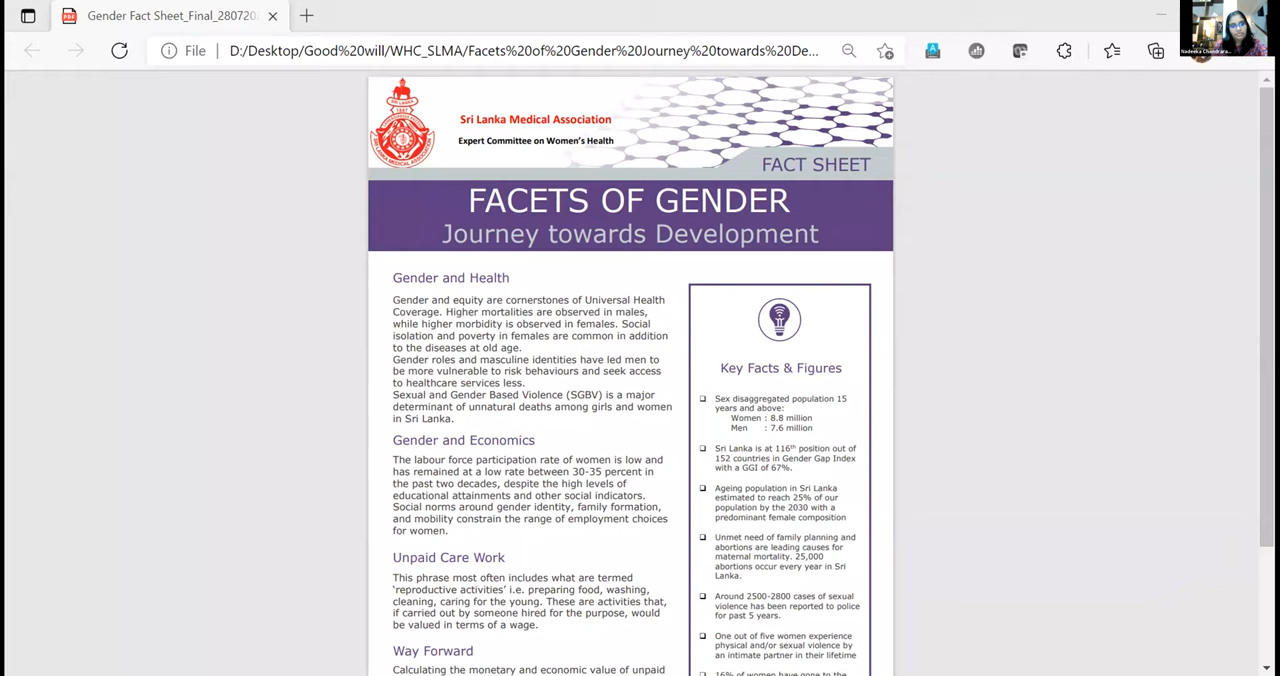 Gender Fact Sheet_Final_280720
File
D:/Desktop/Good%20will/WHC_SLMA/Facets%20of%20Gender%20Journey%20towards%20De...
Nadeeka Chandrara...
SRI LANKA
1887
SRI LANKA MEDICAL ASSOCIATION
Sri Lanka Medical Association
Expert Committee on Women's Health
FACT SHEET
FACETS OF GENDER
Journey towards Development
Gender and Health
Gender and equity are cornerstones of Universal Health
Coverage. Higher mortalities are observed in males,
while higher morbidity is observed in females. Social
isolation and poverty in females are common in addition
to the diseases at old age.
Gender roles and masculine identities have led men to
be more vulnerable to risk behaviours and seek access
to healthcare services less.
Sexual and Gender Based Violence (SGBV) is a major
determinant of unnatural deaths among girls and women
in Sri Lanka.
Gender and Economics
The labour force participation rate of women is low and
has remained at a low rate between 30-35 percent in
the past two decades, despite the high levels of
educational attainments and other social indicators.
Social norms around gender identity, family formation,
and mobility constrain the range of employment choices
for women.
Unpaid Care Work
This phrase most often includes what are termed
'reproductive activities' i.e. preparing food, washing,
cleaning, caring for the young. These are activities that,
if carried out by someone hired for the purpose, would
be valued in terms of a wage.
Way Forward
Calculating the monetary and economic value of unpaid
Key Facts & Figures
Sex disaggregated population 15
years and above:
Women : 8.8 million
Men : 7.6 million
Sri Lanka is at 116th position out of
152 countries in Gender Gap Index
with a GGI of 67%.
Ageing population in Sri Lanka
estimated to reach 25% of our
population by the 2030 with a
predominant female composition
Unmet need of family planning and
abortions are leading causes for
maternal mortality. 25,000
abortions occur every year in Sri
Lanka.
Around 2500-2800 cases of sexual
violence has been reported to police
for past 5 years.
One out of five women experience
physical and/or sexual violence by
an intimate partner in their lifetime
16% of women have gone to the